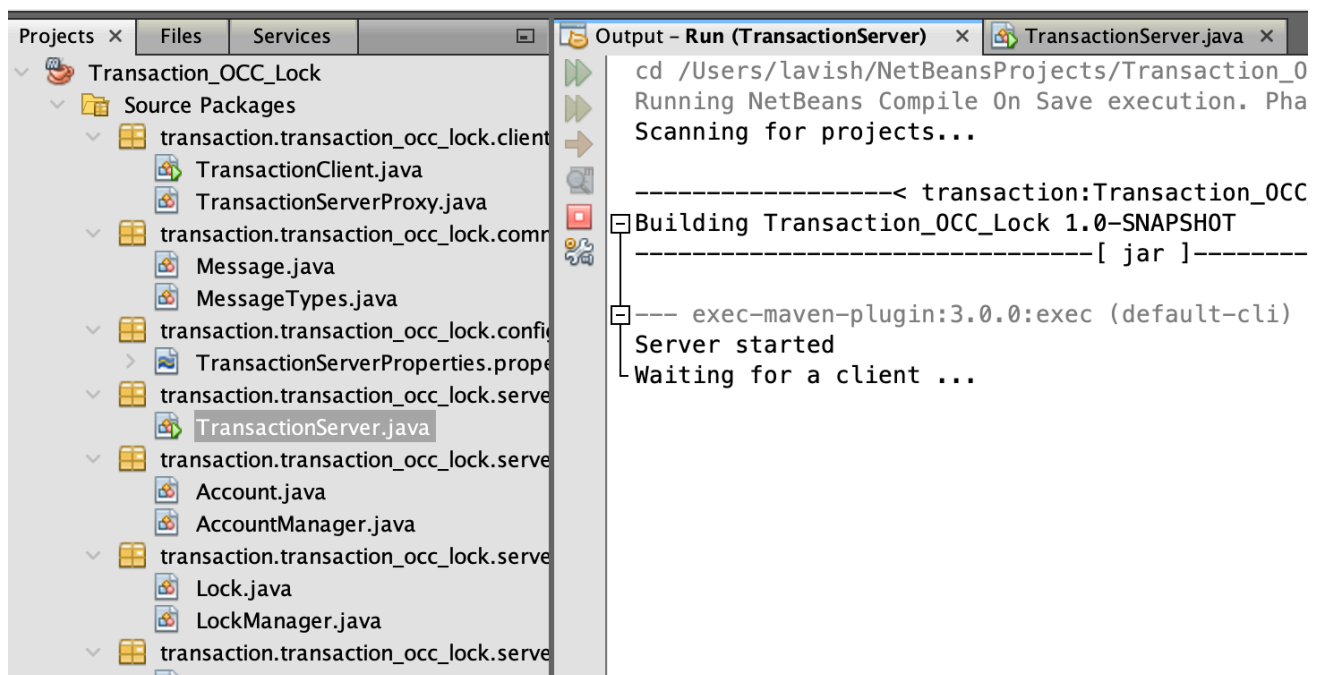 Projects × Files Services
Transaction_OCC_Lock
Source Packages
transaction.transaction_occ_lock.client
TransactionClient.java
TransactionServerProxy.java
transaction.transaction_occ_lock.comm
Message.java
MessageTypes.java
transaction.transaction_occ_lock.config
TransactionServerProperties.prope
transaction.transaction_occ_lock.serve
TransactionServer.java
transaction.transaction_occ_lock.serve
Account.java
AccountManager.java
transaction.transaction_occ_lock.serve
Lock.java
LockManager.java
transaction.transaction_occ_lock.serve
Output – Run (TransactionServer) × TransactionServer.java ×
cd /Users/lavish/NetBeansProjects/Transaction_O
Running NetBeans Compile On Save execution. Pha
Scanning for projects...
------------------< transaction:Transaction_OCC
Building Transaction_OCC_Lock 1.0-SNAPSHOT
--------------------------------[ jar ]--------
--- exec-maven-plugin:3.0.0:exec (default-cli)
Server started
Waiting for a client ...